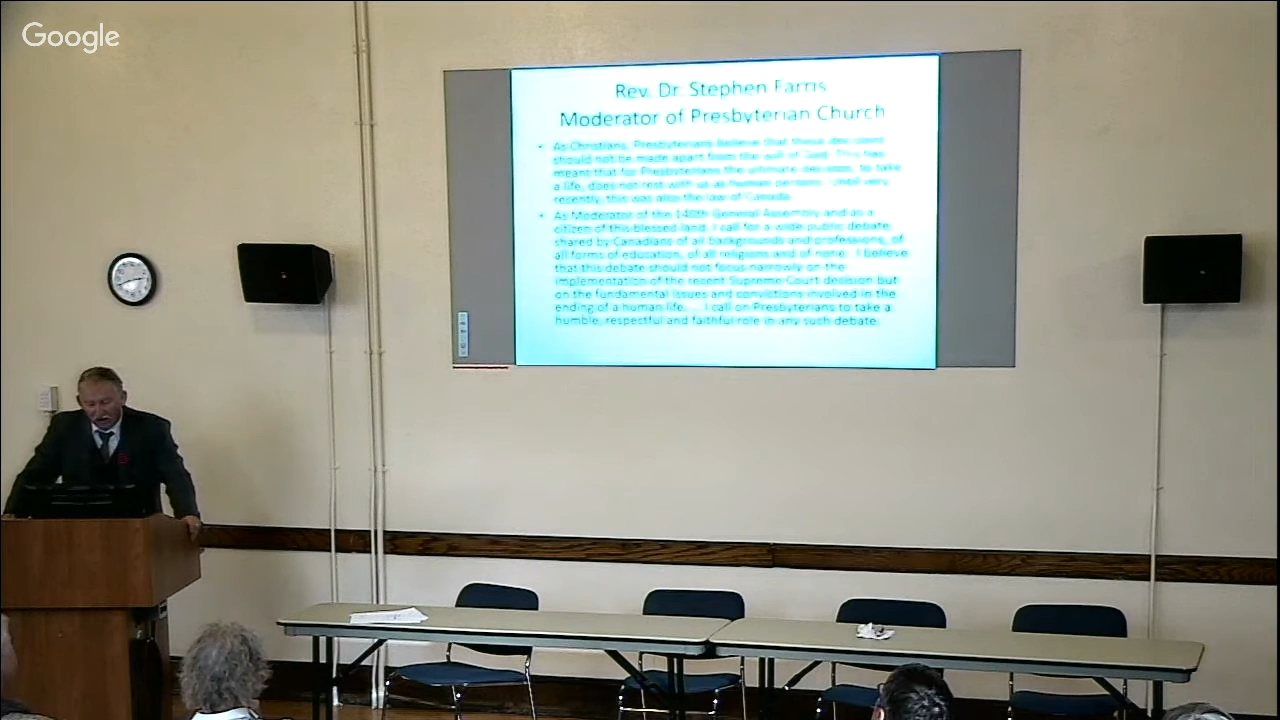 Google
Rev. Dr. Stephen Farris
Moderator of Presbyterian Church
• As Christians, Presbyterians believe that these decisions
should not be made apart from the will of God. This has
meant that for Presbyterians the ultimate decision, to take
a life, does not rest with us as human persons. Until very
recently, this was also the law of Canada.
• As Moderator of the 140th General Assembly and as a
citizen of this blessed land, I call for a wide public debate,
shared by Canadians of all backgrounds and professions, of
all forms of education, of all religions and of none. I believe
that this debate should not focus narrowly on the
implementation of the recent Supreme Court decision but
on the fundamental issues and convictions involved in the
ending of a human life. ... I call on Presbyterians to take a
humble, respectful and faithful role in any such debate.